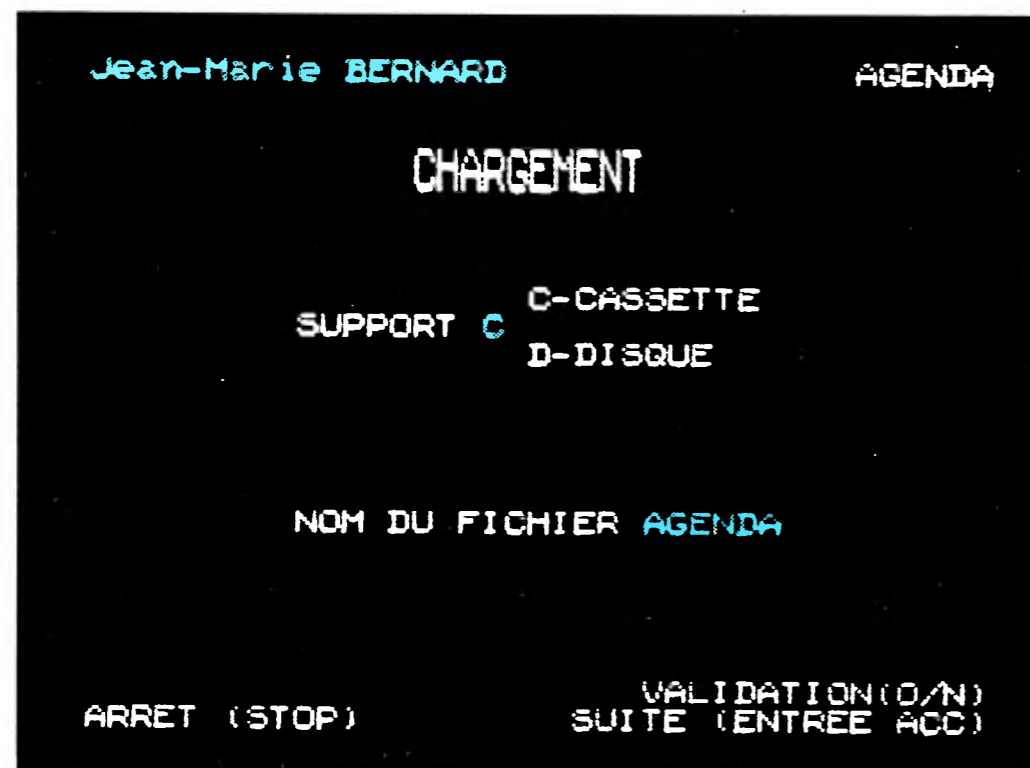 Jean-Marie BERNARD AGENDA
CHARGEMENT
C-CASSETTE
SUPPORT C
D-DISQUE
NOM DU FICHIER AGENDA
VALIDATION(O/N)
ARRET (STOP) SUITE (ENTREE ACC)